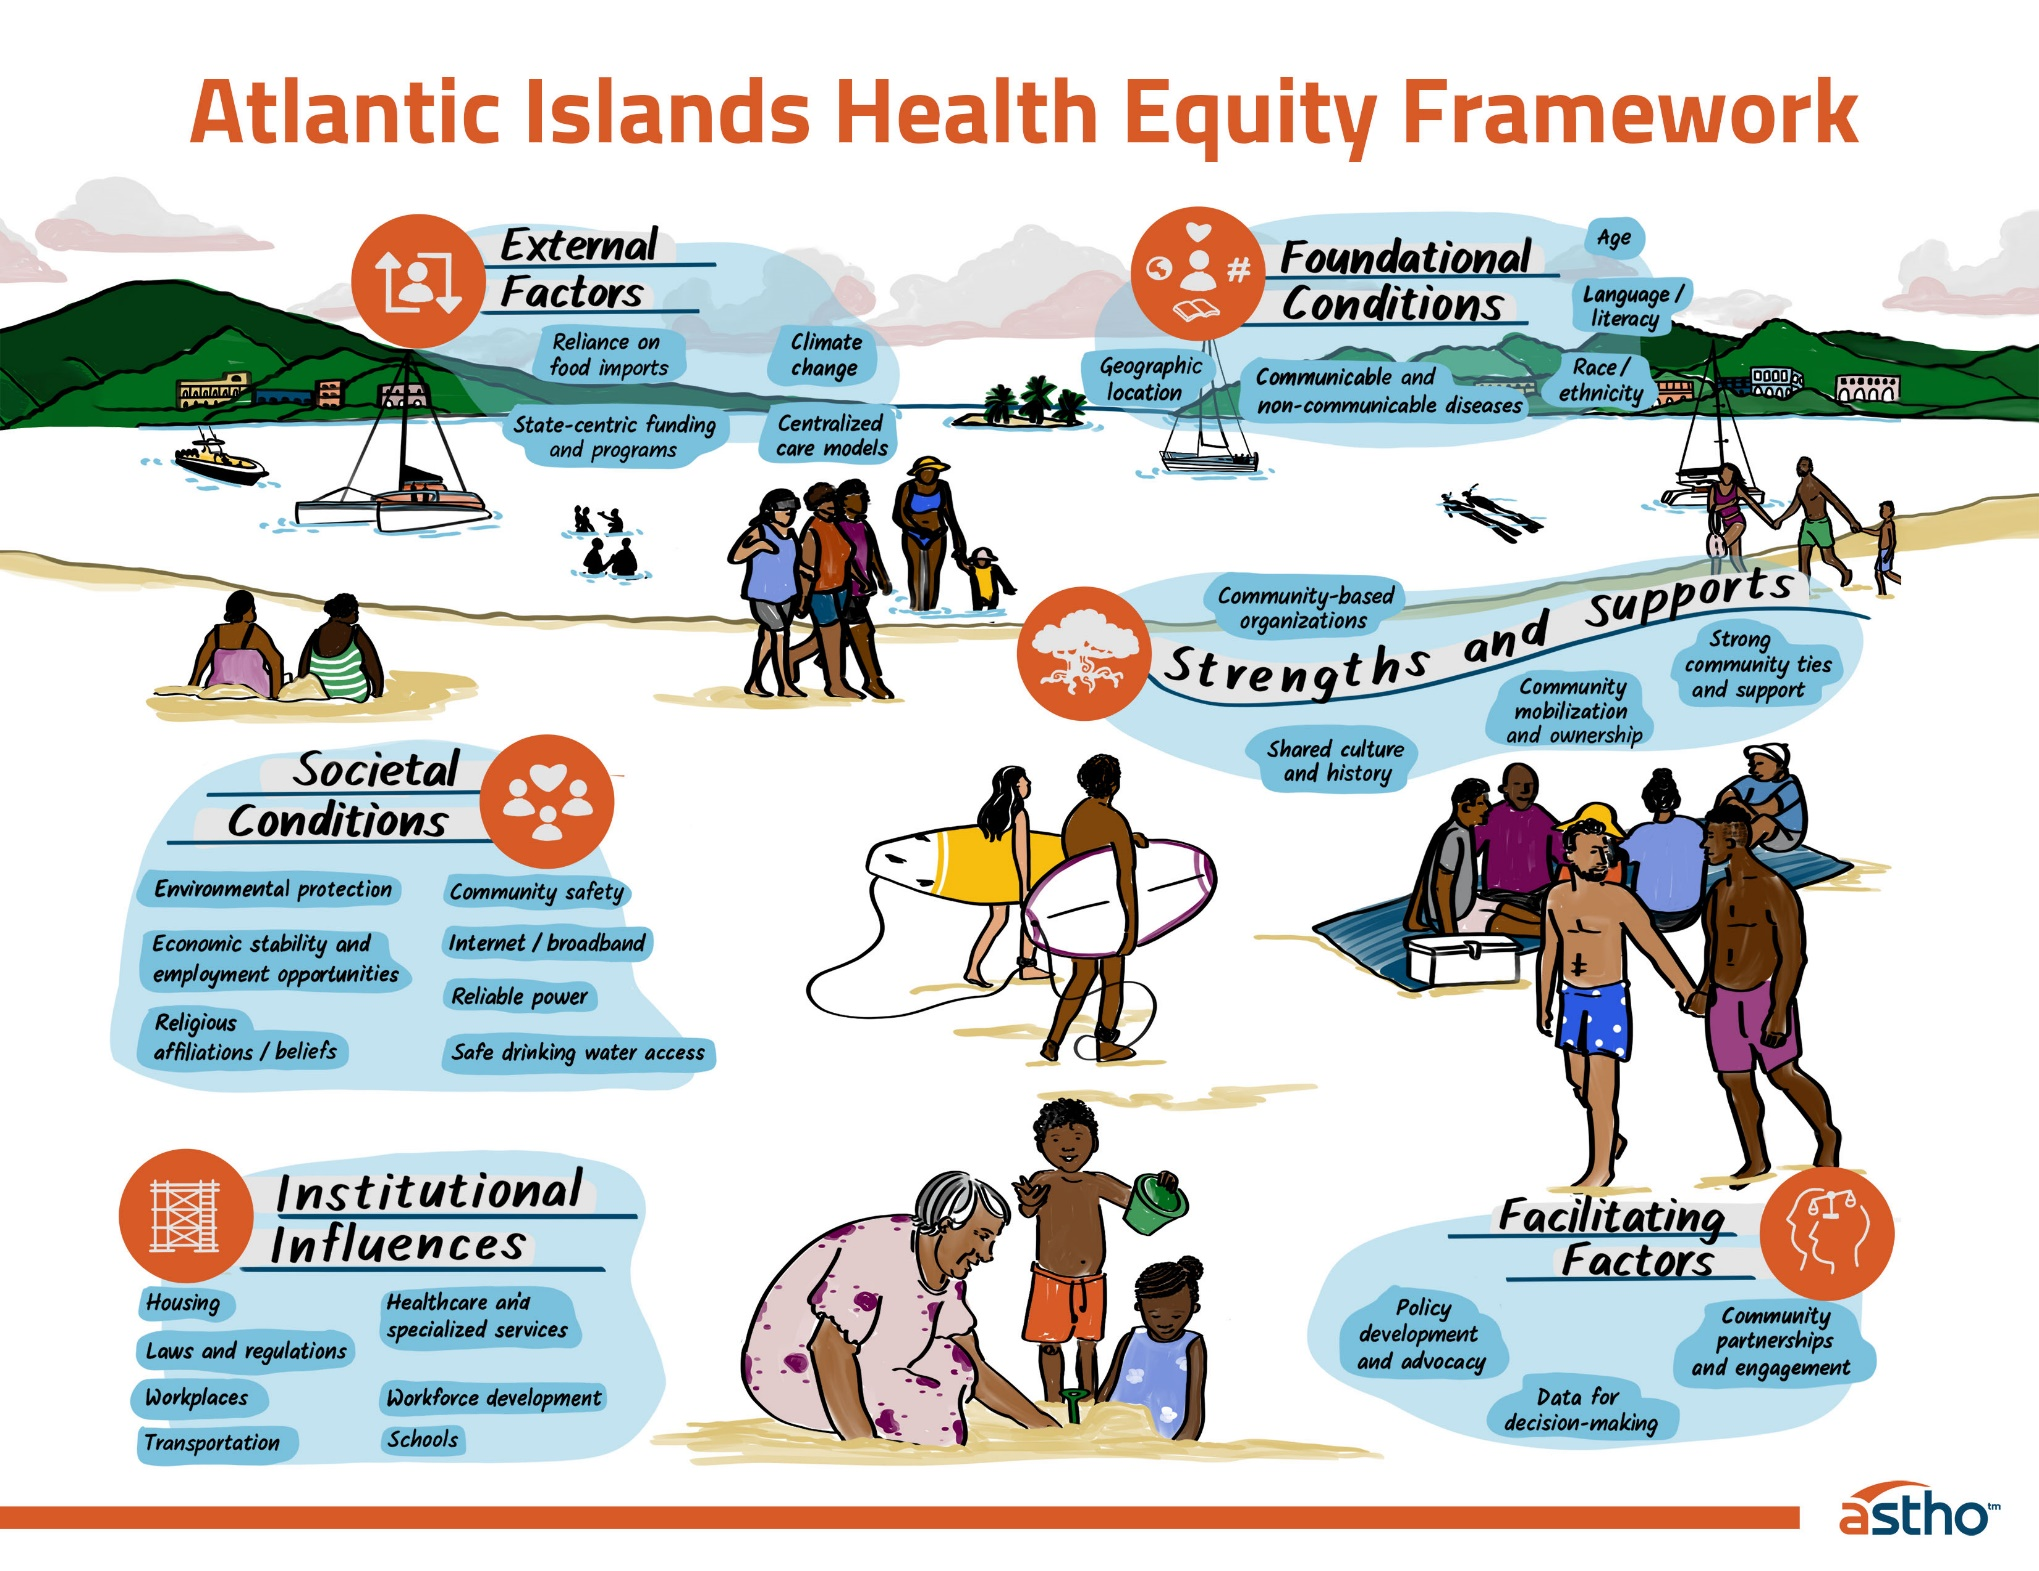 Atlantic Islands Health Equity Framework
External
Factors
Reliance on
food imports
Climate
change
State-centric funding
and programs
Centralized
care models
#
Foundational
Conditions
Age
Language /
literacy
Geographic
location
Communicable and
non-communicable diseases
Race /
ethnicity
Strengths and Supports
Community-based
organizations
Strong
community ties
and support
Community
mobilization
and ownership
Shared culture
and history
Societal
Conditions
Environmental protection
Economic stability and
employment opportunities
Religious
affiliations / beliefs
Community safety
Internet / broadband
Reliable power
Safe drinking water access
Institutional
Influences
Housing
Laws and regulations
Workplaces
Transportation
Healthcare and
specialized services
Workforce development
Schools
Facilitating
Factors
Policy
development
and advocacy
Community
partnerships
and engagement
Data for
decision-making
astho™